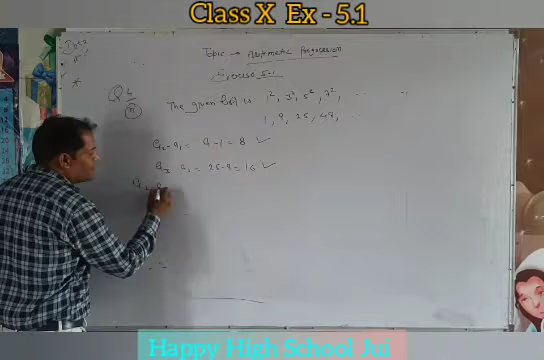 Class X Ex - 5.1
Topic → Arithmetic Progression
Exercise 5.1
Q4
The given list is 1², 3², 5², 7², ...
1, 9, 25, 49, ...
a₂ - a₁ = 9 - 1 = 8 ✓
a₃ a₂ = 25 - 9 = 16 ✓
Happy High School Jui